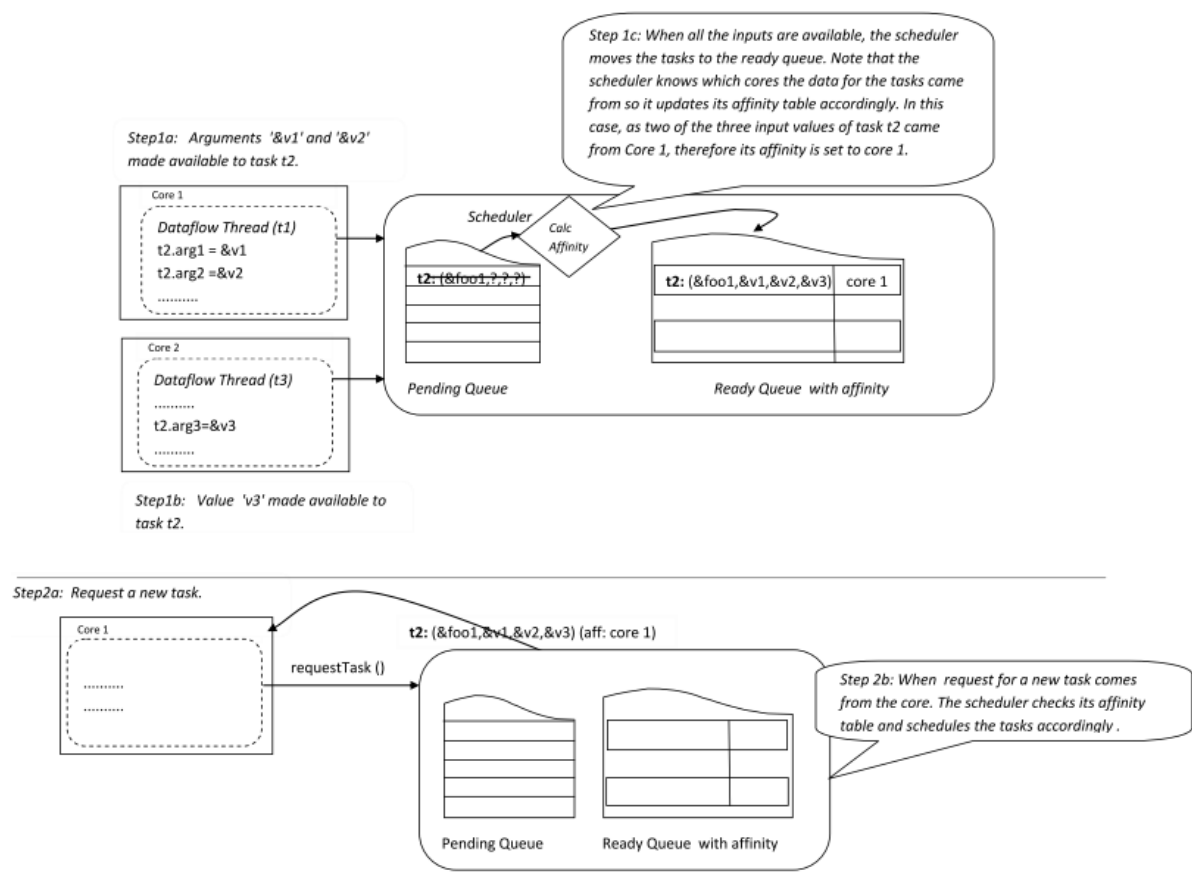 Step 1c: When all the inputs are available, the scheduler
moves the tasks to the ready queue. Note that the
scheduler knows which cores the data for the tasks came
from so it updates its affinity table accordingly. In this
case, as two of the three input values of task t2 came
from Core 1, therefore its affinity is set to core 1.
Step1a: Arguments '&v1' and '&v2'
made available to task t2.
Core 1
Dataflow Thread (t1)
t2.arg1 = &v1
t2.arg2 =&v2
..........
Scheduler
Calc
Affinity
t2: (&foo1,?,?,?)
t2: (&foo1,&v1,&v2,&v3)
core 1
Core 2
Dataflow Thread (t3)
..........
t2.arg3=&v3
..........
Pending Queue
Ready Queue with affinity
Step1b: Value 'v3' made available to
task t2.
Step2a: Request a new task.
Core 1
..........
..........
t2: (&foo1,&v1,&v2,&v3) (aff: core 1)
requestTask ()
Step 2b: When request for a new task comes
from the core. The scheduler checks its affinity
table and schedules the tasks accordingly .
Pending Queue
Ready Queue with affinity